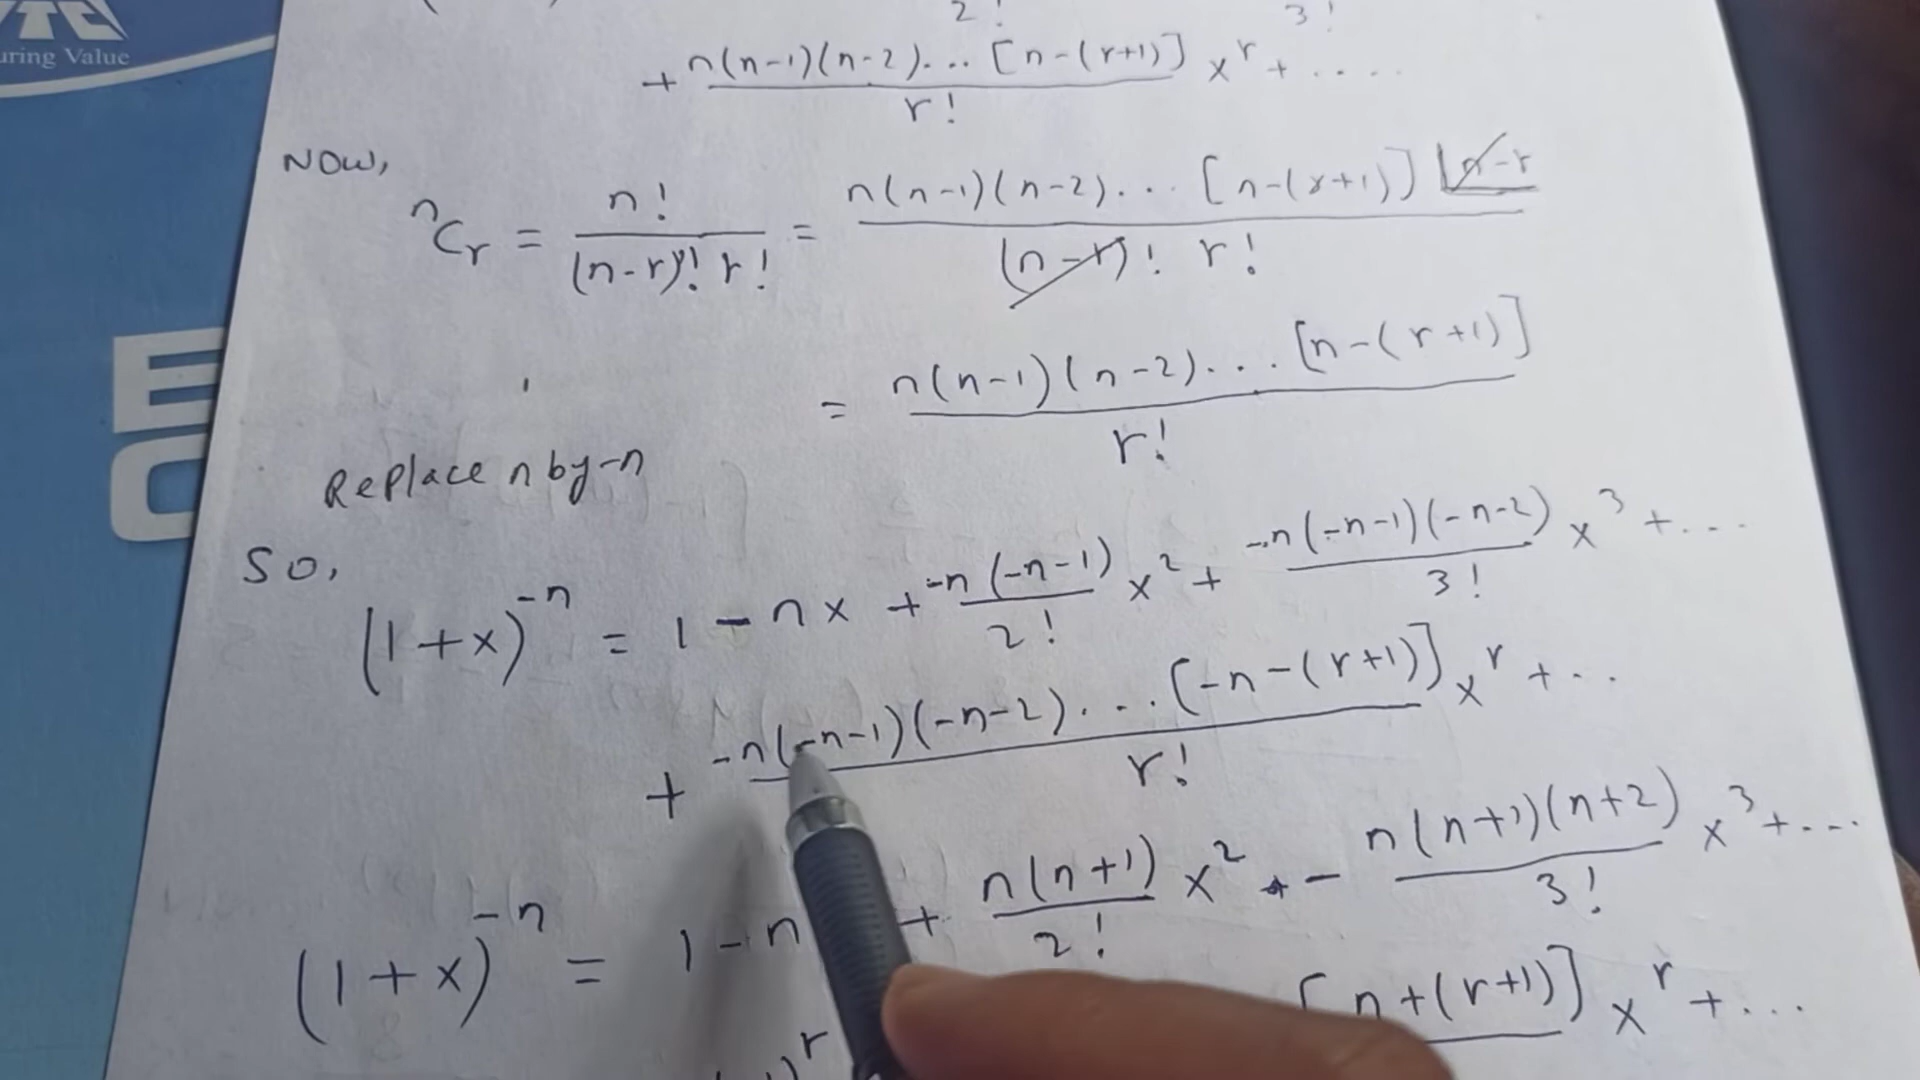 TC
uring Value
2! 3!
+ n(n-1)(n-2)... [n-(r+1)] / r! x^r + ....
NOW,
nCr = n! / (n-r)! r! = n(n-1)(n-2)... [n-(r+1)] |n-r / (n-r)! r!
= n(n-1)(n-2)... [n-(r+1)] / r!
E
C
Replace n by -n
So,
(1+x)^-n = 1 - nx + -n(-n-1) / 2! x^2 + -n(-n-1)(-n-2) / 3! x^3 + ...
+ -n(-n-1)(-n-2)... [-n-(r+1)] / r! x^r + ..
(1+x)^-n = 1 - n + n(n+1) / 2! x^2 - n(n+1)(n+2) / 3! x^3 + ...
)^r [n+(r+1)] x^r + ...